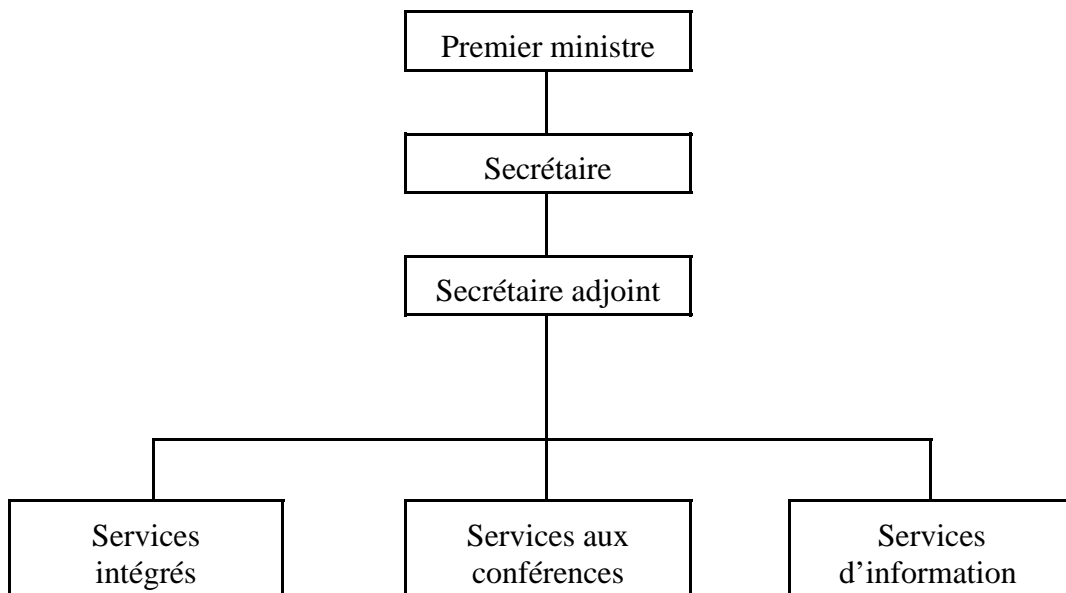 Premier ministre
Secrétaire
Secrétaire adjoint
Services
intégrés
Services aux
conférences
Services
d’information